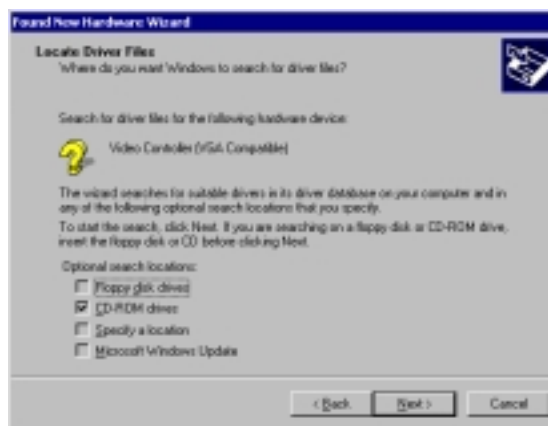 Found New Hardware Wizard
Locate Driver Files
Where do you want Windows to search for driver files?
Search for driver files for the following hardware device:
Video Controller (VGA Compatible)
The wizard searches for suitable drivers in its driver database on your computer and in
any of the following optional search locations that you specify.
To start the search, click Next. If you are searching on a floppy disk or CD-ROM drive,
insert the floppy disk or CD before clicking Next.
Optional search locations:
Floppy disk drives
CD-ROM drives
Specify a location
Microsoft Windows Update
< Back Next > Cancel